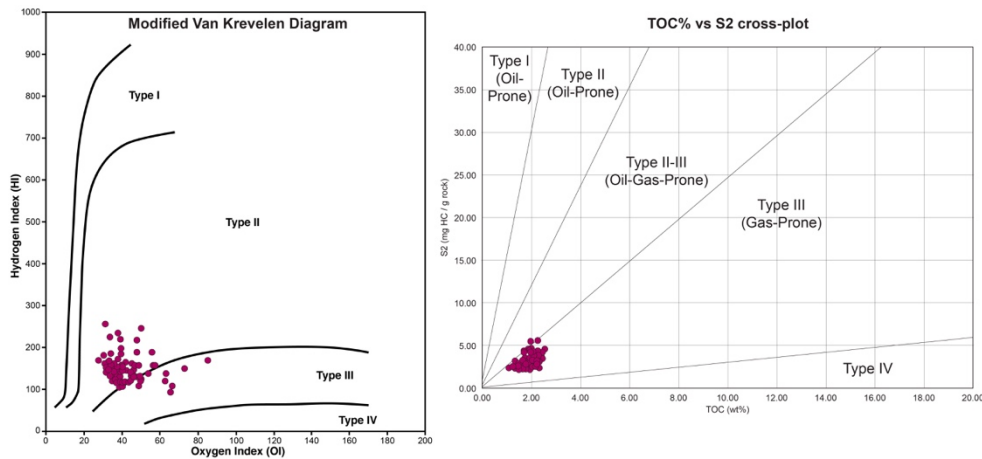 Modified Van Krevelen Diagram
Hydrogen Index (HI)
1000
900
800
700
600
500
400
300
200
100
0
Type I
Type II
Type III
Type IV
0
20
40
60
80
100
120
140
160
180
200
Oxygen Index (OI)
TOC% vs S2 cross-plot
S2 (mg HC / g rock)
40.00
35.00
30.00
25.00
20.00
15.00
10.00
5.00
0.00
Type I
(Oil-
Prone)
Type II
(Oil-Prone)
Type II-III
(Oil-Gas-Prone)
Type III
(Gas-Prone)
Type IV
0.00
2.00
4.00
6.00
8.00
10.00
12.00
14.00
16.00
18.00
20.00
TOC (wt%)